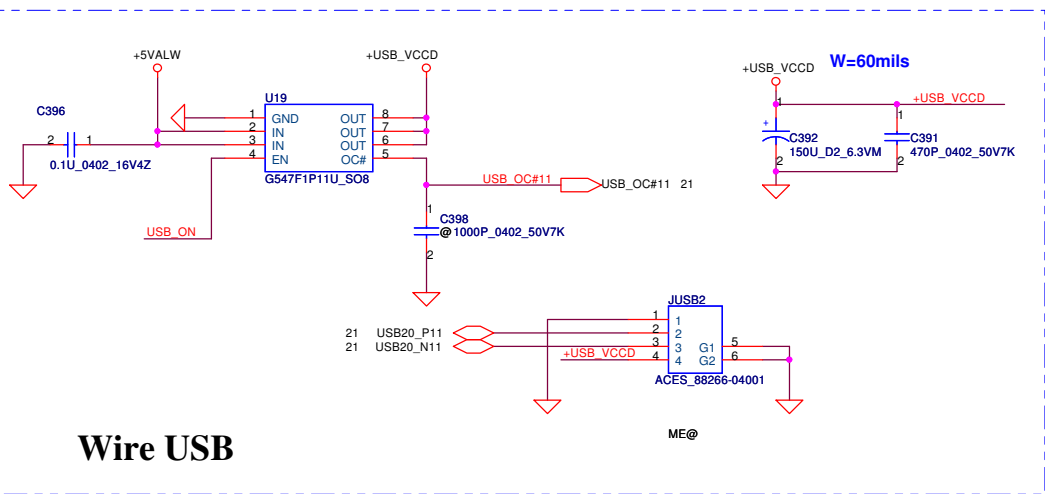 +5VALW
+USB_VCCD
W=60mils
+USB_VCCD
+USB_VCCD
C396
2 1
0.1U_0402_16V4Z
U19
1 GND OUT 8
2 IN OUT 7
3 IN OUT 6
4 EN OC# 5
G547F1P11U_SO8
USB_ON
USB_OC#11
USB_OC#11 21
1
C398
@ 1000P_0402_50V7K
2
1
+
C392
150U_D2_6.3VM
2
1
C391
470P_0402_50V7K
2
JUSB2
1 1
21 USB20_P11 2 2
21 USB20_N11 3 3 G1 5
+USB_VCCD 4 4 G2 6
ACES_88266-04001
ME@
Wire USB